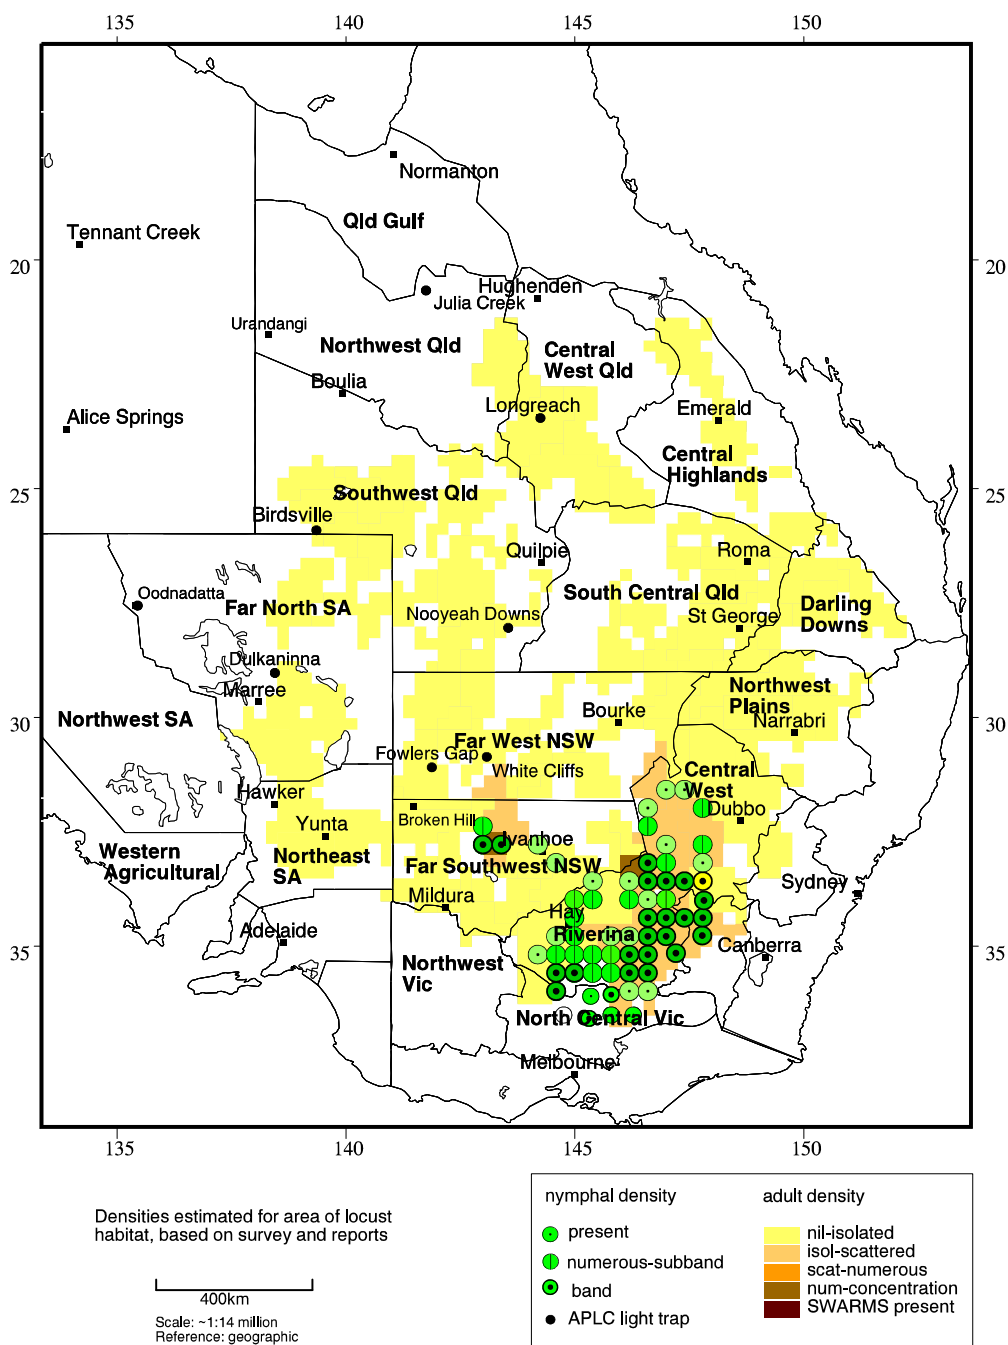 135 140 145 150
Normanton
Qld Gulf
Tennant Creek
20 20
Hughenden
Julia Creek
Urandangi
Northwest Qld
Central
West Qld
Boulia
Longreach
Emerald
Alice Springs
Central
Highlands
Southwest Qld
25 25
Birdsville
Quilpie
Roma
Oodnadatta
South Central Qld
Far North SA
Nooyeah Downs
St George
Darling
Downs
Dulkaninna
Marree
Northwest
Plains
Northwest SA
Bourke
30 30
Narrabri
Far West NSW
Fowlers Gap
White Cliffs
Central
West
Hawker
Broken Hill
Dubbo
Yunta
Ivanhoe
Western
Agricultural
Northeast
SA
Far Southwest NSW
Sydney
Mildura
Hay
Adelaide
Riverina
Canberra
35 35
Northwest
Vic
North Central Vic
Melbourne
135 140 145 150
Densities estimated for area of locust
habitat, based on survey and reports
400km
Scale: ~1:14 million
Reference: geographic
nymphal density
present
numerous-subband
band
APLC light trap
adult density
nil-isolated
isol-scattered
scat-numerous
num-concentration
SWARMS present